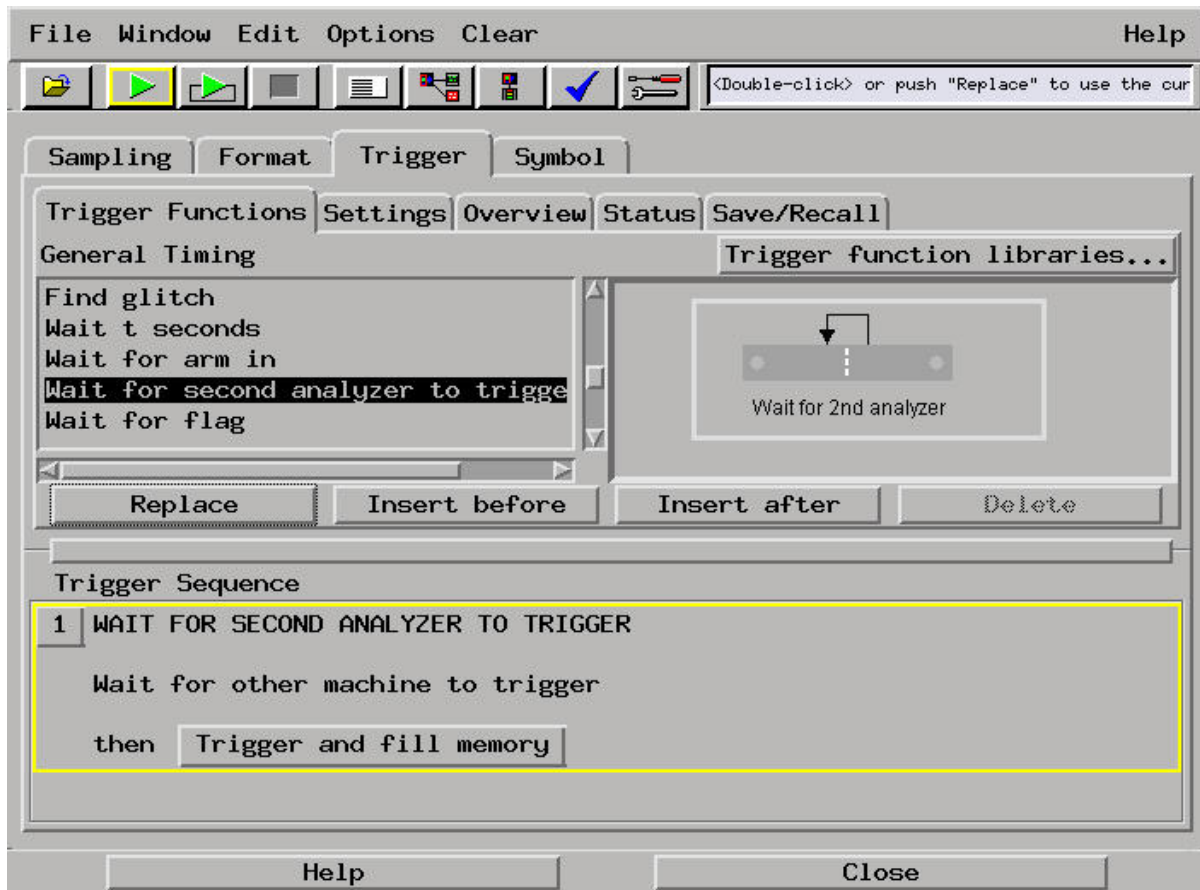 File Window Edit Options Clear Help
<Double-click> or push "Replace" to use the cur
Sampling Format Trigger Symbol
Trigger Functions Settings Overview Status Save/Recall
General Timing Trigger function libraries...
Find glitch
Wait t seconds
Wait for arm in
Wait for second analyzer to trigge
Wait for flag
Wait for 2nd analyzer
Replace Insert before Insert after Delete
Trigger Sequence
1 WAIT FOR SECOND ANALYZER TO TRIGGER
Wait for other machine to trigger
then Trigger and fill memory
Help Close